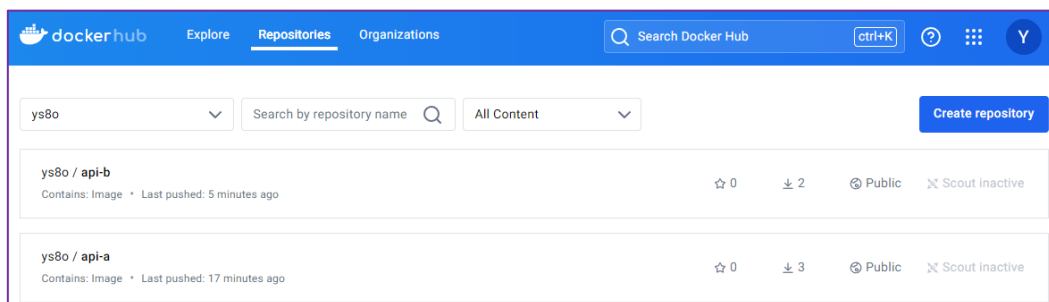 dockerhub Explore Repositories Organizations Search Docker Hub ctrl+K ? Y
ys8o Search by repository name All Content Create repository
ys8o / api-b
Contains: Image • Last pushed: 5 minutes ago
0 2 Public Scout inactive
ys8o / api-a
Contains: Image • Last pushed: 17 minutes ago
0 3 Public Scout inactive